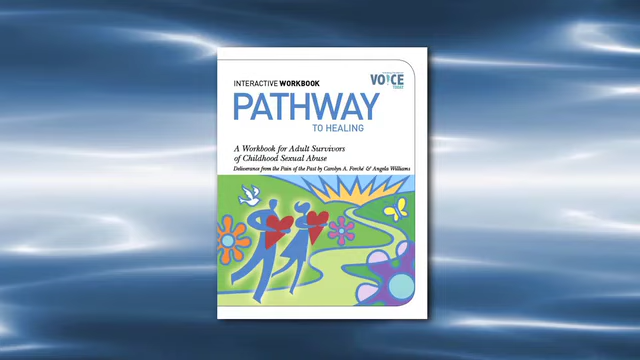 INTERACTIVE WORKBOOK
VOICE
TODAY
PATHWAY
TO HEALING
A Workbook for Adult Survivors
of Childhood Sexual Abuse
Deliverance from the Pain of the Past by Carolyn A. Forché & Angela Williams